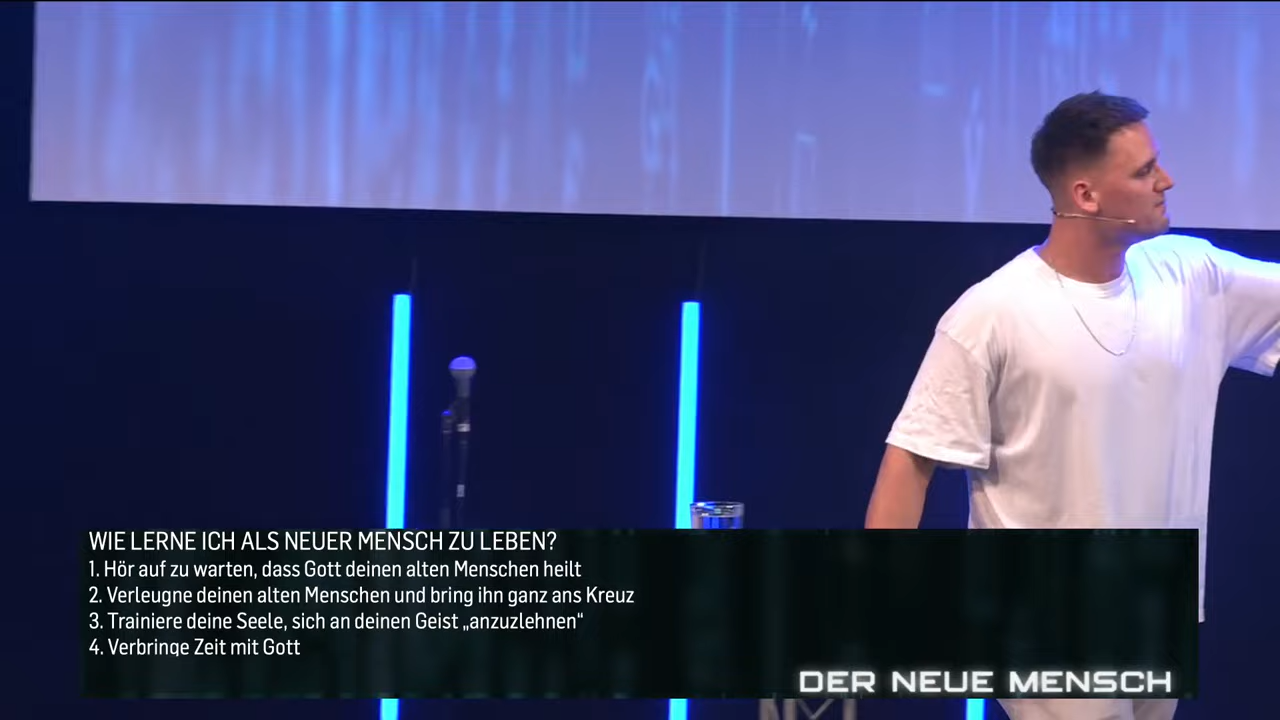 WIE LERNE ICH ALS NEUER MENSCH ZU LEBEN?
1. Hör auf zu warten, dass Gott deinen alten Menschen heilt
2. Verleugne deinen alten Menschen und bring ihn ganz ans Kreuz
3. Trainiere deine Seele, sich an deinen Geist „anzuzlehnen“
4. Verbringe Zeit mit Gott
DER NEUE MENSCH